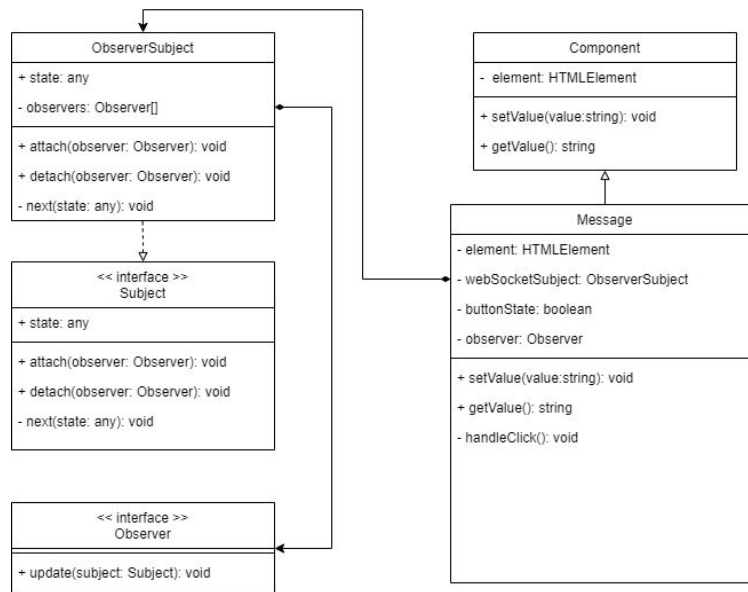 ObserverSubject
+ state: any
- observers: Observer[]
+ attach(observer: Observer): void
+ detach(observer: Observer): void
- next(state: any): void
<< interface >>
Subject
+ state: any
+ attach(observer: Observer): void
+ detach(observer: Observer): void
- next(state: any): void
<< interface >>
Observer
+ update(subject: Subject): void
Component
- element: HTMLElement
+ setValue(value:string): void
+ getValue(): string
Message
- element: HTMLElement
- webSocketSubject: ObserverSubject
- buttonState: boolean
- observer: Observer
+ setValue(value:string): void
+ getValue(): string
- handleClick(): void